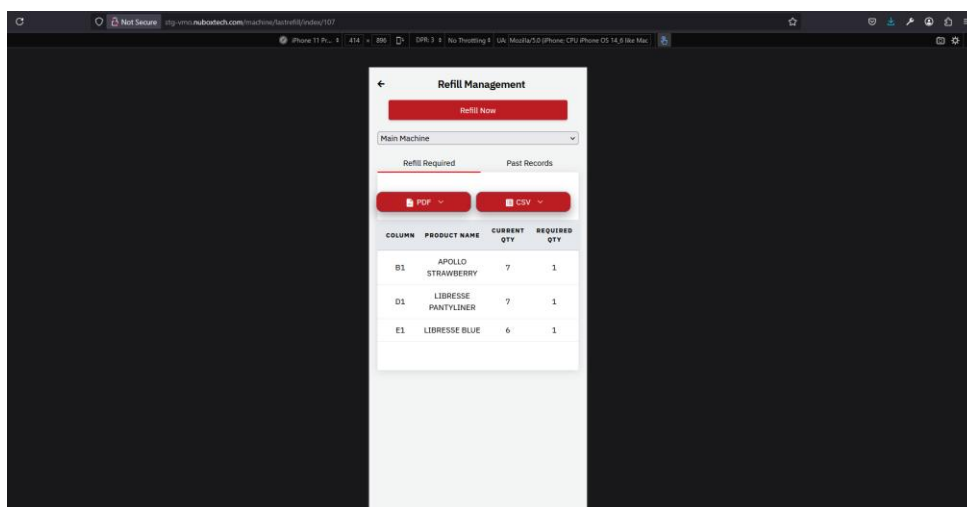 Not Secure stg-vmo.nuboxtech.com/machine/lastrefill/index/107
iPhone 11 Pr... 414 × 896 DPR: 3 No Throttling UA: Mozilla/5.0 (iPhone; CPU iPhone OS 14_6 like Mac
Refill Management
Refill Now
Main Machine
Refill Required Past Records
PDF CSV
COLUMN PRODUCT NAME CURRENT QTY REQUIRED QTY
B1 APOLLO STRAWBERRY 7 1
D1 LIBRESSE PANTYLINER 7 1
E1 LIBRESSE BLUE 6 1